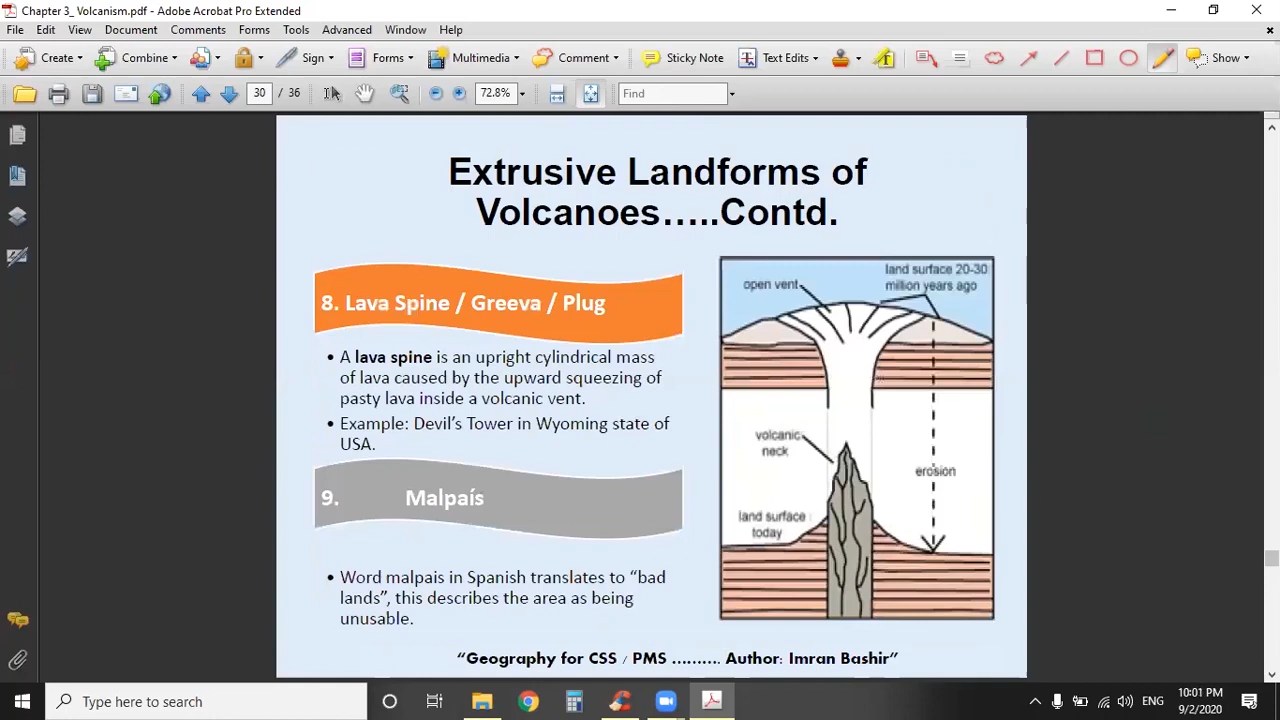 Chapter 3_ Volcanism.pdf - Adobe Acrobat Pro Extended
File Edit View Document Comments Forms Tools Advanced Window Help
Create Combine Sign Forms Multimedia Comment Sticky Note Text Edits Show
30 / 36 72.8% Find
Extrusive Landforms of
Volcanoes…..Contd.
8. Lava Spine / Greeva / Plug
• A lava spine is an upright cylindrical mass
of lava caused by the upward squeezing of
pasty lava inside a volcanic vent.
• Example: Devil’s Tower in Wyoming state of
USA.
9. Malpaís
• Word malpais in Spanish translates to “bad
lands”, this describes the area as being
unusable.
open vent
land surface 20-30
million years ago
volcanic
neck
erosion
land surface
today
“Geography for CSS / PMS ......... Author: Imran Bashir”
Type here to search
ENG
10:01 PM
9/2/2020